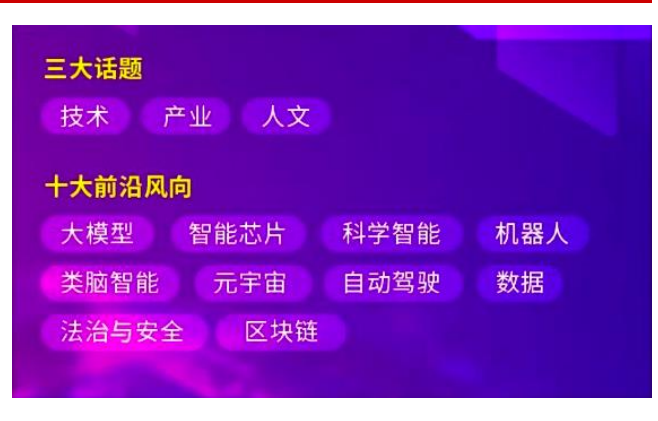 三大话题
技术 产业 人文
十大前沿风向
大模型 智能芯片 科学智能 机器人
类脑智能 元宇宙 自动驾驶 数据
法治与安全 区块链